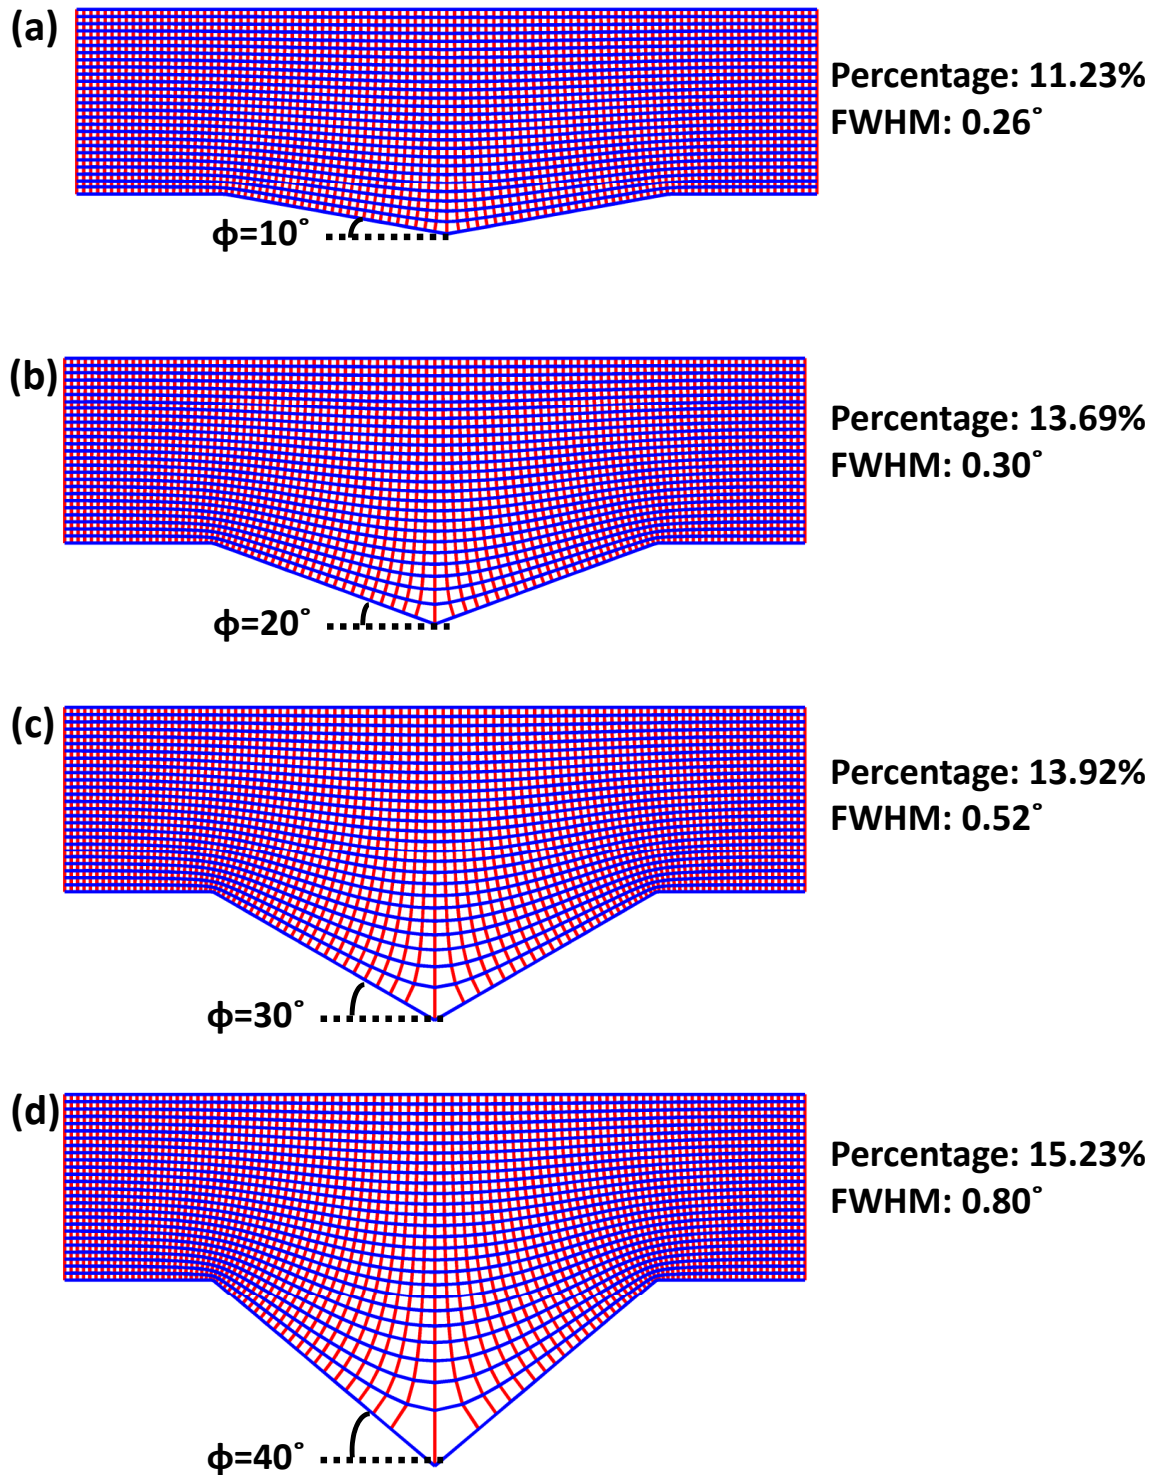 (a)
Percentage: 11.23%
FWHM: 0.26°
ϕ=10°
(b)
Percentage: 13.69%
FWHM: 0.30°
ϕ=20°
(c)
Percentage: 13.92%
FWHM: 0.52°
ϕ=30°
(d)
Percentage: 15.23%
FWHM: 0.80°
ϕ=40°